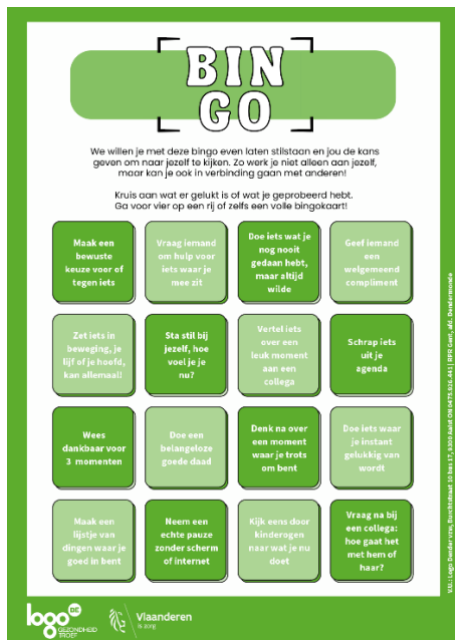 BIN
GO
We willen je met deze bingo even laten stilstaan en jou de kans
geven om naar jezelf te kijken. Zo werk je niet alleen aan jezelf,
maar kan je ook in verbinding gaan met anderen!
Kruis aan wat er gelukt is of wat je geprobeerd hebt.
Ga voor vier op een rij of zelfs een volle bingokaart!
Maak een
bewuste
keuze voor of
tegen iets
Vraag iemand
om hulp voor
iets waar je
mee zit
Doe iets wat je
nog nooit
gedaan hebt,
maar altijd
wilde
Geef iemand
een
welgemeend
compliment
Zet iets in
beweging, je
lijf of je hoofd,
kan allemaal!
Sta stil bij
jezelf, hoe
voel je je
nu?
Vertel iets
over een
leuk moment
aan een
collega
Schrap iets
uit je
agenda
Wees
dankbaar voor
3 momenten
Doe een
belangeloze
goede daad
Denk na over
een moment
waar je trots
om bent
Doe iets waar
je instant
gelukkig van
wordt
Maak een
lijstje van
dingen waar je
goed in bent
Neem een
echte pauze
zonder scherm
of internet
Kijk eens door
kinderogen
naar wat je nu
doet
Vraag na bij
een collega:
hoe gaat het
met hem of
haar?
logo
GEZONDHEID
TROEF
Vlaanderen
is zorg